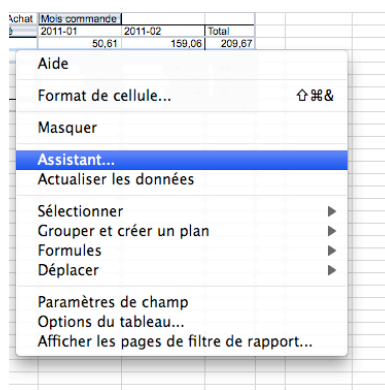 Achat Mois commande
2011-01 2011-02 Total
50,61 159,06 209,67
Aide
Format de cellule... ⇧⌘&
Masquer
Assistant...
Actualiser les données
Sélectionner
Grouper et créer un plan
Formules
Déplacer
Paramètres de champ
Options du tableau...
Afficher les pages de filtre de rapport...